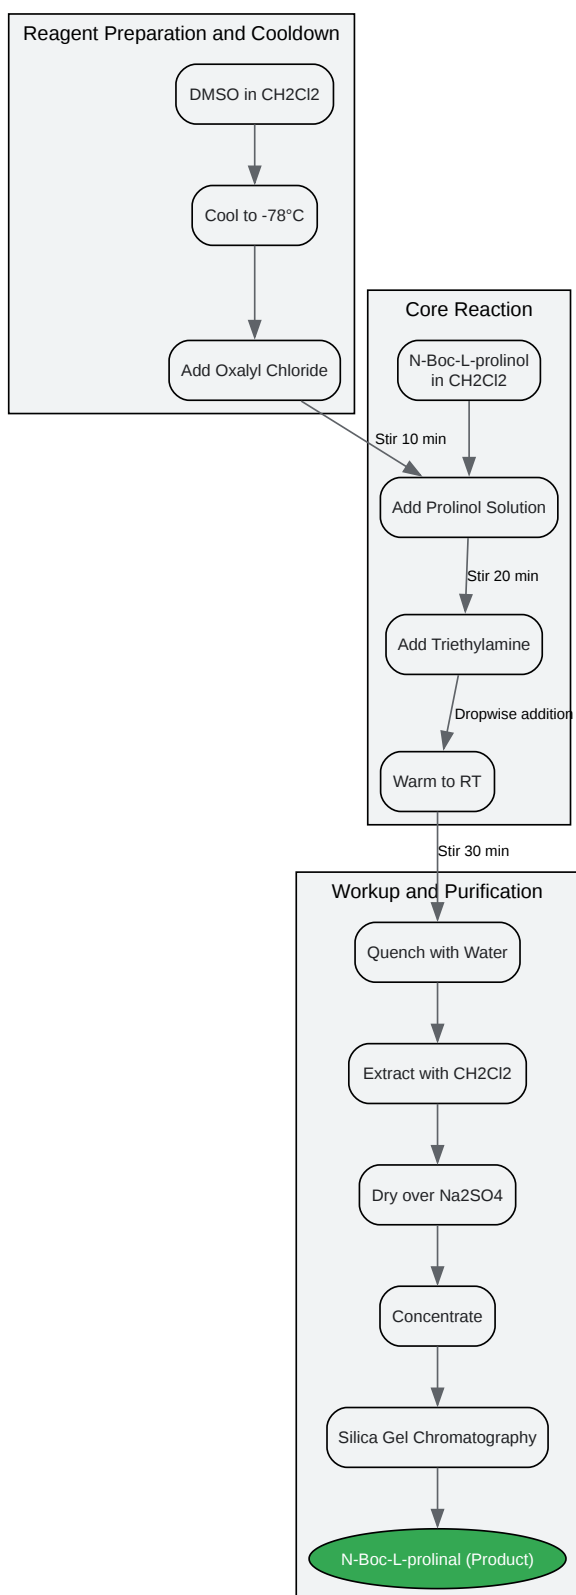 Reagent Preparation and Cooldown
DMSO in CH2Cl2
Cool to -78°C
Add Oxalyl Chloride
Core Reaction
N-Boc-L-prolinol
in CH2Cl2
Stir 10 min
Add Prolinol Solution
Stir 20 min
Add Triethylamine
Dropwise addition
Warm to RT
Stir 30 min
Workup and Purification
Quench with Water
Extract with CH2Cl2
Dry over Na2SO4
Concentrate
Silica Gel Chromatography
N-Boc-L-prolinal (Product)